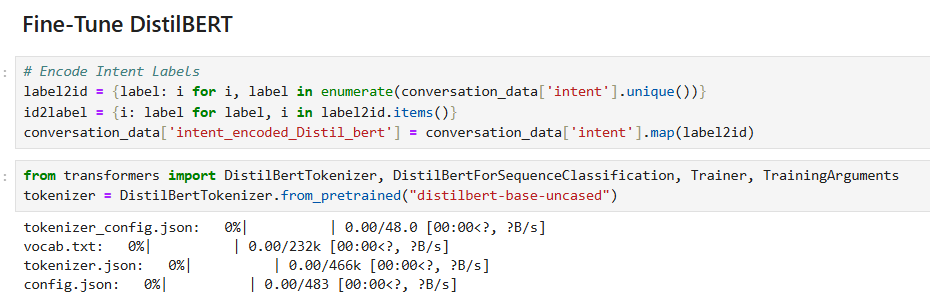 Fine-Tune DistilBERT
:
# Encode Intent Labels
label2id = {label: i for i, label in enumerate(conversation_data['intent'].unique())}
id2label = {i: label for label, i in label2id.items()}
conversation_data['intent_encoded_Distil_bert'] = conversation_data['intent'].map(label2id)
:
from transformers import DistilBertTokenizer, DistilBertForSequenceClassification, Trainer, TrainingArguments
tokenizer = DistilBertTokenizer.from_pretrained("distilbert-base-uncased")
tokenizer_config.json:   0%|          | 0.00/48.0 [00:00<?, ?B/s]
vocab.txt:   0%|          | 0.00/232k [00:00<?, ?B/s]
tokenizer.json:   0%|          | 0.00/466k [00:00<?, ?B/s]
config.json:   0%|          | 0.00/483 [00:00<?, ?B/s]